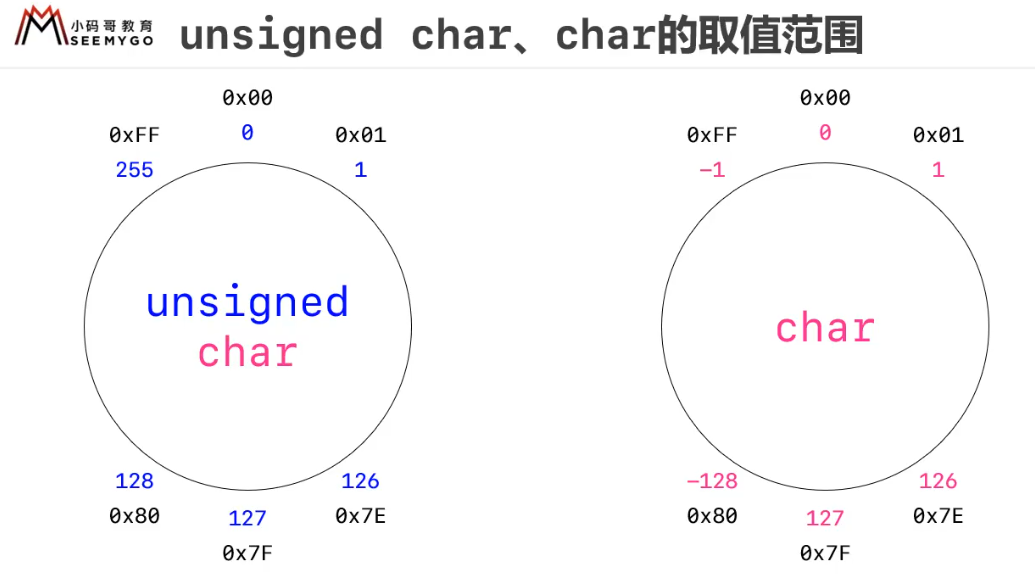 小码哥教育
SEEMYGO
unsigned char、char的取值范围
0x00
0
0xFF
255
0x01
1
unsigned
char
128
0x80
127
0x7F
126
0x7E
0x00
0
0xFF
-1
0x01
1
char
-128
0x80
127
0x7F
126
0x7E